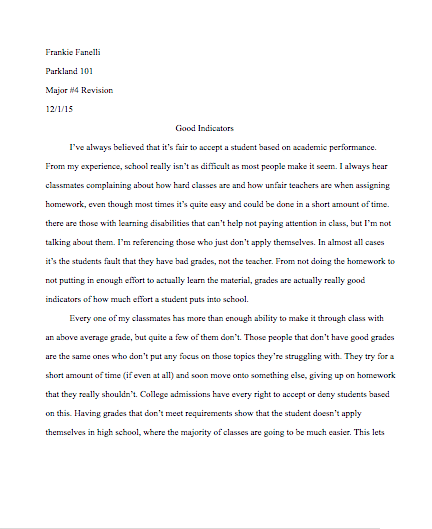 Frankie Fanelli
Parkland 101
Major #4 Revision
12/1/15
Good Indicators
I've always believed that it's fair to accept a student based on academic performance.
From my experience, school really isn't as difficult as most people make it seem. I always hear
classmates complaining about how hard classes are and how unfair teachers are when assigning
homework, even though most times it's quite easy and could be done in a short amount of time.
there are those with learning disabilities that can't help not paying attention in class, but I'm not
talking about them. I'm referencing those who just don't apply themselves. In almost all cases
it's the students fault that they have bad grades, not the teacher. From not doing the homework to
not putting in enough effort to actually learn the material, grades are actually really good
indicators of how much effort a student puts into school.
Every one of my classmates has more than enough ability to make it through class with
an above average grade, but quite a few of them don't. Those people that don't have good grades
are the same ones who don't put any focus on those topics they're struggling with. They try for a
short amount of time (if even at all) and soon move onto something else, giving up on homework
that they really shouldn't. College admissions have every right to accept or deny students based
on this. Having grades that don't meet requirements show that the student doesn't apply
themselves in high school, where the majority of classes are going to be much easier. This lets